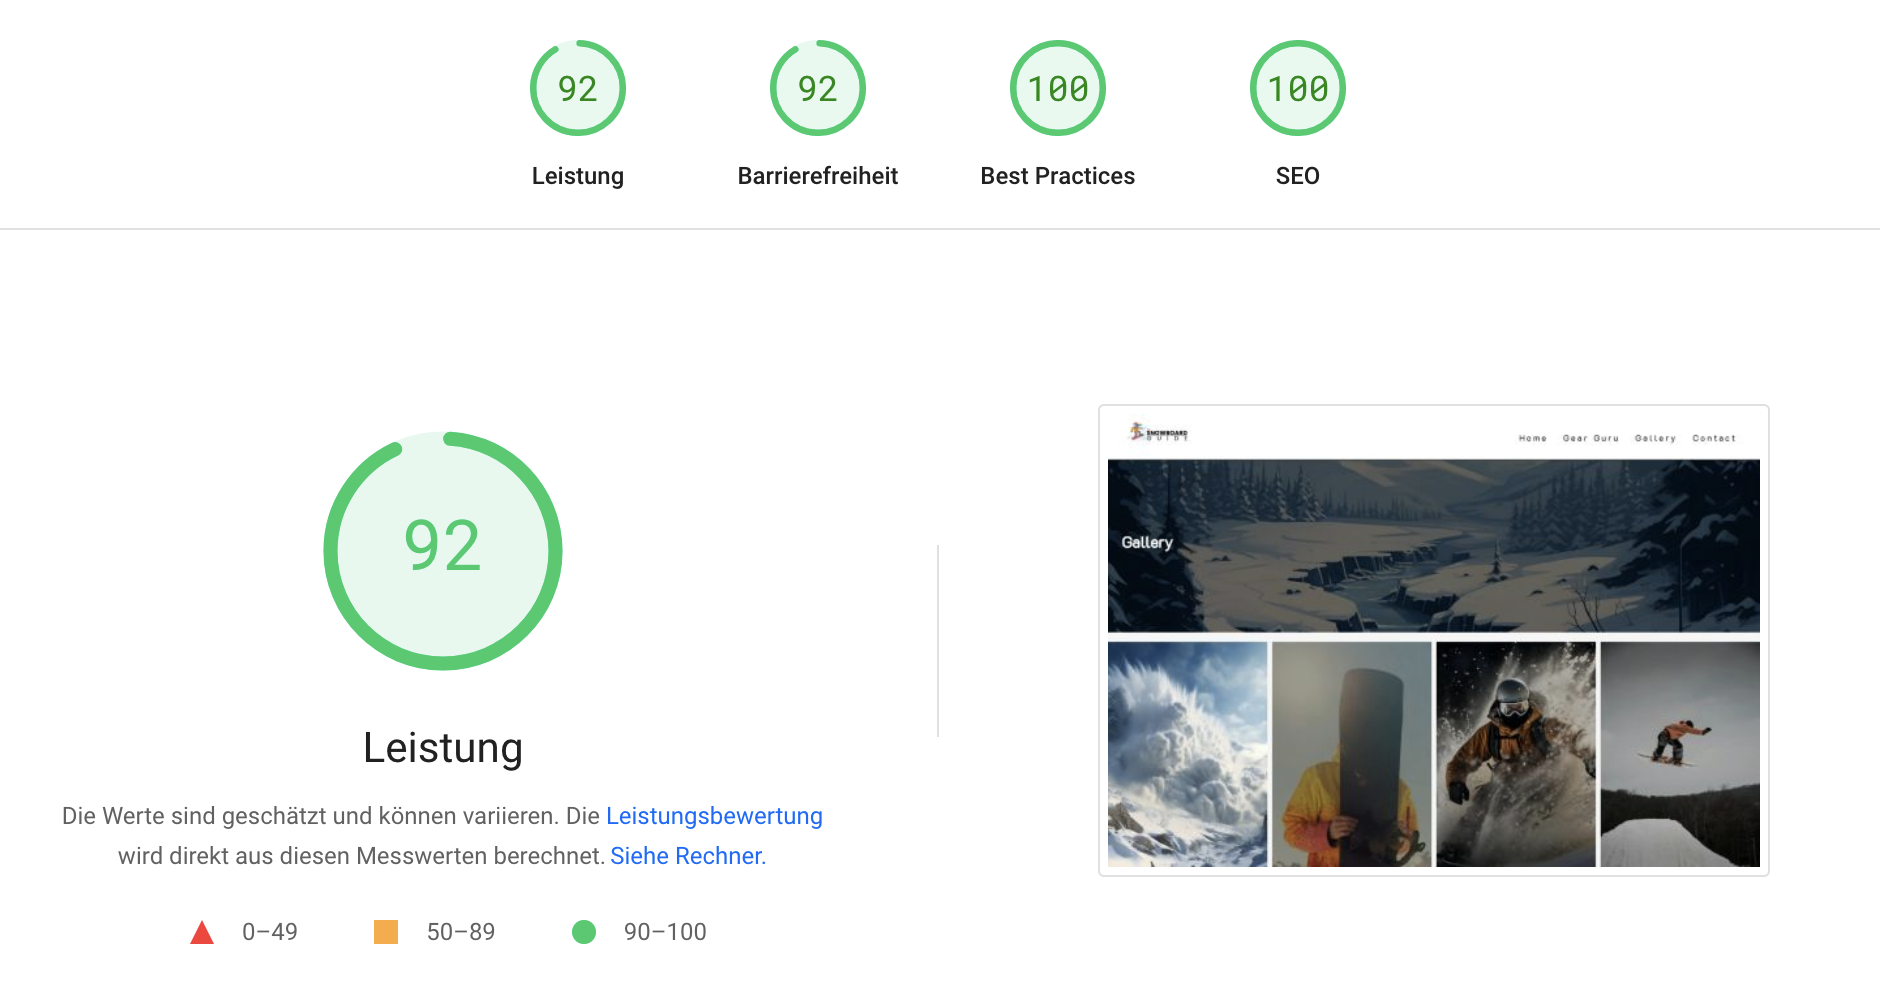 92
92
100
100
Leistung
Barrierefreiheit
Best Practices
SEO
92
Leistung
Die Werte sind geschätzt und können variieren. Die Leistungsbewertung
wird direkt aus diesen Messwerten berechnet. Siehe Rechner.
0–49
50–89
90–100
SNOWBOARD
GUIDE
Home
Gear Guru
Gallery
Contact
Gallery